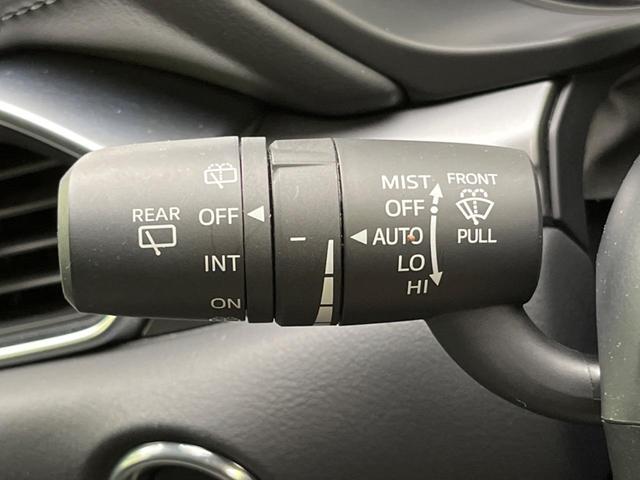 REAR
OFF
INT
ON
MIST
OFF
AUTO
LO
HI
FRONT
PULL